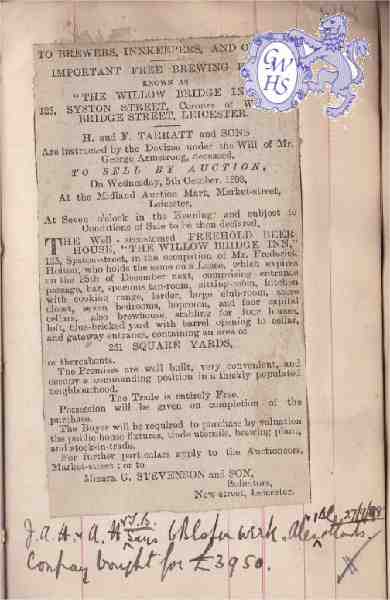 TO BREWERS, INNKEEPERS, AND O
IMPORTANT FREE BREWING
KNOWN AS
"THE WILLOW BRIDGE IN
125, SYSTON STREET, Corners of W
BRIDGE STREET, LEICESTER.
H. and F. TARRATT and SONS
Are instructed by the Devisee under the Will of Mr.
George Armstrong, deceased,
TO SELL BY AUCTION,
On Wednesday, 5th October, 1898,
At the Midland Auction Mart, Market-street,
Leicester,
At Seven o'clock in the Evening: and subject to
Conditions of Sale to be then declared,
THE Well-accustomed FREEHOLD BEER-
HOUSE, "THE WILLOW BRIDGE INN,"
125, Syston-street, in the occupation of Mr. Frederick
who holds the same on a Lease, which expires
on the 25th of December next, comprising entrance
passage, bar, spacious tap-room, sitting-room, kitchen
with cooking range, larder, large club-room, store
closet, seven bedrooms, hoproom, and four capital
cellars, also brewhouse, stabling for four horses,
loft, blue-bricked yard with barrel opening to cellar,
and gateway entrance, containing an area of
251 SQUARE YARDS,
or thereabouts.
The Premises are well built, very convenient, and
occupy a commanding position in a thickly populated
neighbourhood.
The Trade is entirely Free.
Possession will be given on completion of the
purchase.
The Buyer will be required to purchase by valuation
the public house fixtures, trade utensils, brewing plant,
and stock-in-trade.
For further particulars apply to the Auctioneers,
Market-street; or to
Messrs G. STEVENSON and SON,
Solicitors,
New-street, Leicester.
GW
HS
J.A.H. & A.H. says
Company bought for £3950.